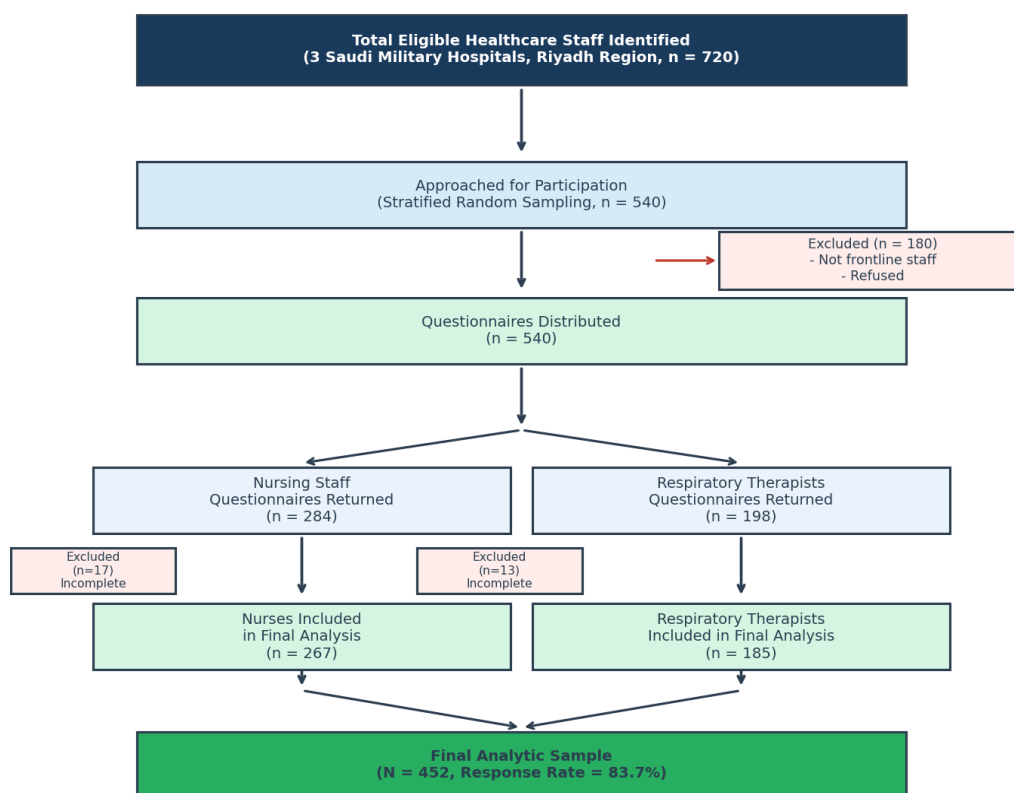 Total Eligible Healthcare Staff Identified
(3 Saudi Military Hospitals, Riyadh Region, n = 720)
Approached for Participation
(Stratified Random Sampling, n = 540)
Excluded (n = 180)
- Not frontline staff
- Refused
Questionnaires Distributed
(n = 540)
Nursing Staff
Questionnaires Returned
(n = 284)
Respiratory Therapists
Questionnaires Returned
(n = 198)
Excluded
(n=17)
Incomplete
Excluded
(n=13)
Incomplete
Nurses Included
in Final Analysis
(n = 267)
Respiratory Therapists
Included in Final Analysis
(n = 185)
Final Analytic Sample
(N = 452, Response Rate = 83.7%)